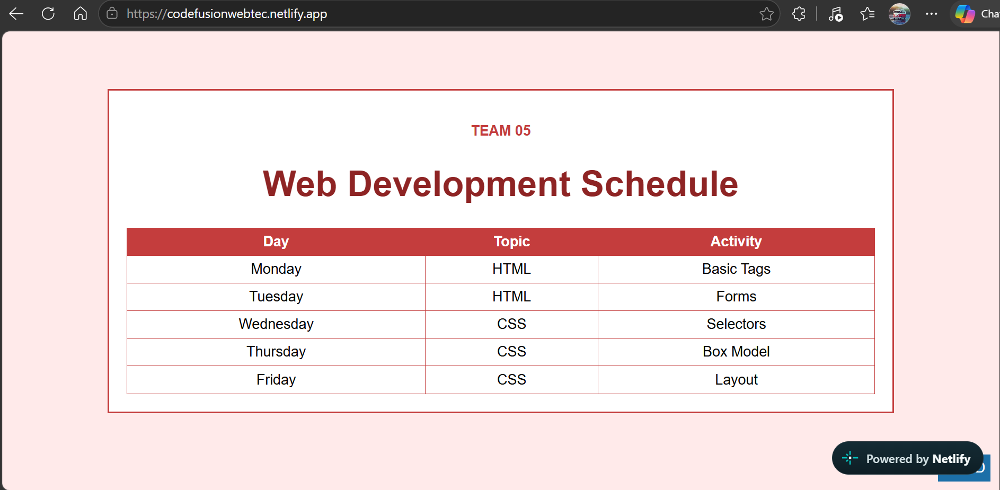 https://codefusionwebtec.netlify.app
Cha
TEAM 05
Web Development Schedule
Day Topic Activity
Monday HTML Basic Tags
Tuesday HTML Forms
Wednesday CSS Selectors
Thursday CSS Box Model
Friday CSS Layout
Powered by Netlify